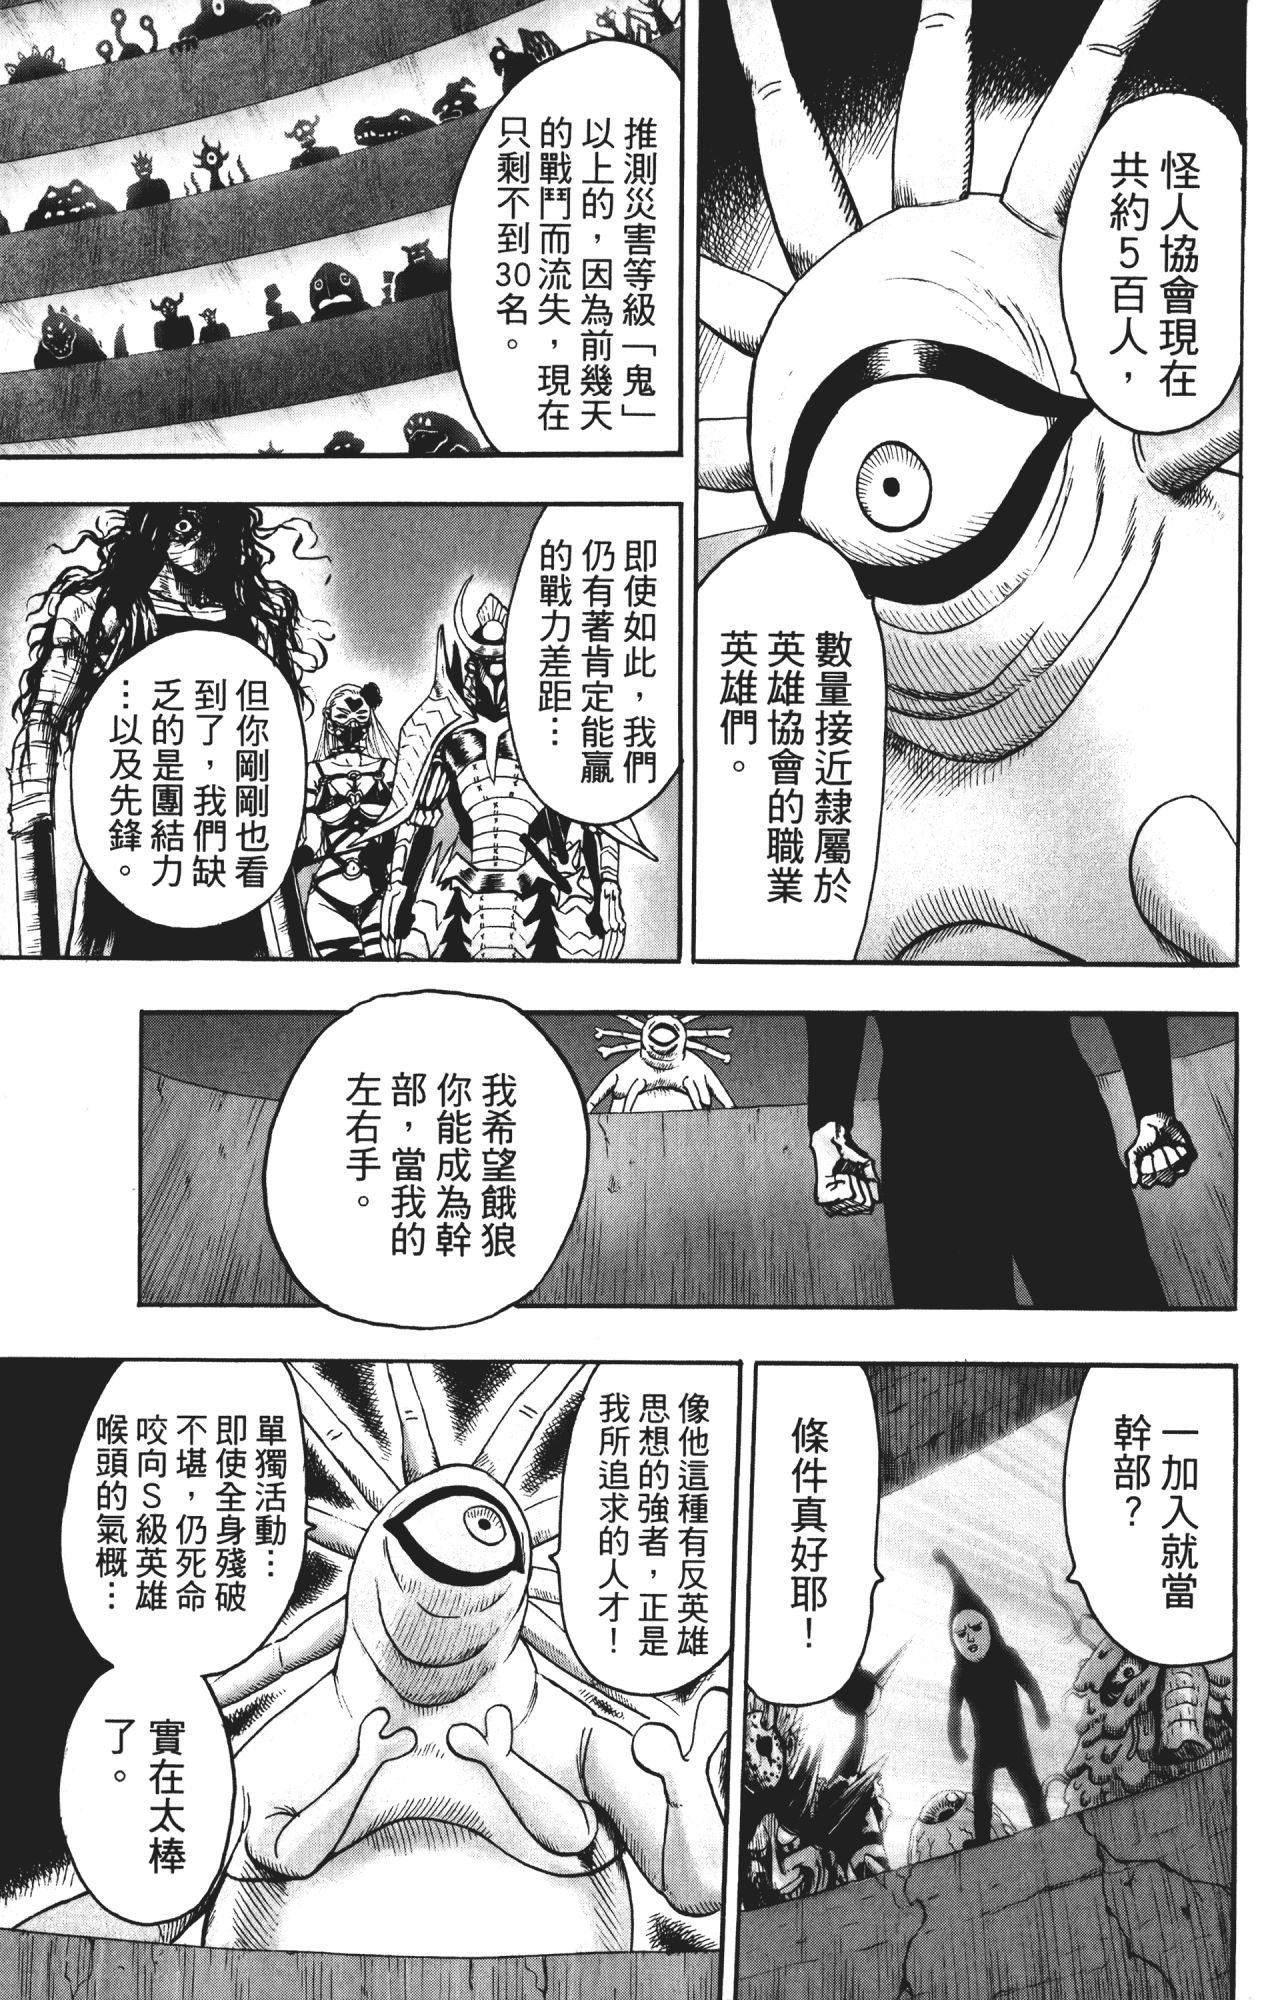 怪人協會現在
共約5百人，
數量接近隸屬於
英雄協會的職業
英雄們。
推測災害等級「鬼」
以上的，因為前幾天
的戰鬥而流失，現在
只剩不到30名。
即使如此，我們
仍有著肯定能贏
的戰力差距…
但你剛剛也看
到了，我們缺
乏的是團結力
…以及先鋒。
我希望餓狼
你能成為幹
部，當我的
左右手。
一加入就當
幹部？
條件真好耶！
像他這種有反英雄
思想的強者，正是
我所追求的人才！
單獨活動…
即使全身殘破
不堪，仍死命
咬向S級英雄
喉頭的氣概…
實在太棒
了。